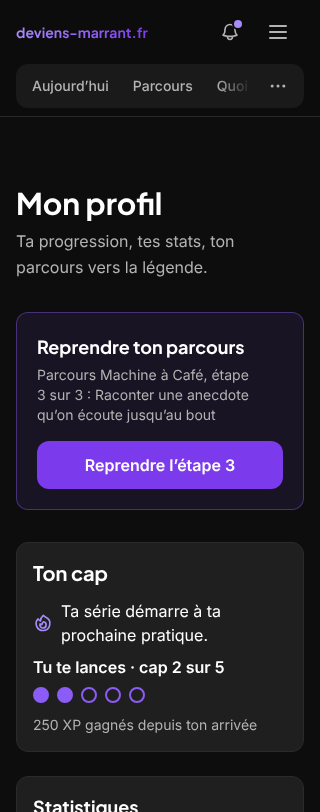 deviens-marrant.fr
Aujourd’hui Parcours Quoi
Mon profil
Ta progression, tes stats, ton
parcours vers la légende.
Reprendre ton parcours
Parcours Machine à Café, étape
3 sur 3 : Raconter une anecdote
qu’on écoute jusqu’au bout
Reprendre l’étape 3
Ton cap
Ta série démarre à ta
prochaine pratique.
Tu te lances · cap 2 sur 5
250 XP gagnés depuis ton arrivée
Statistiques